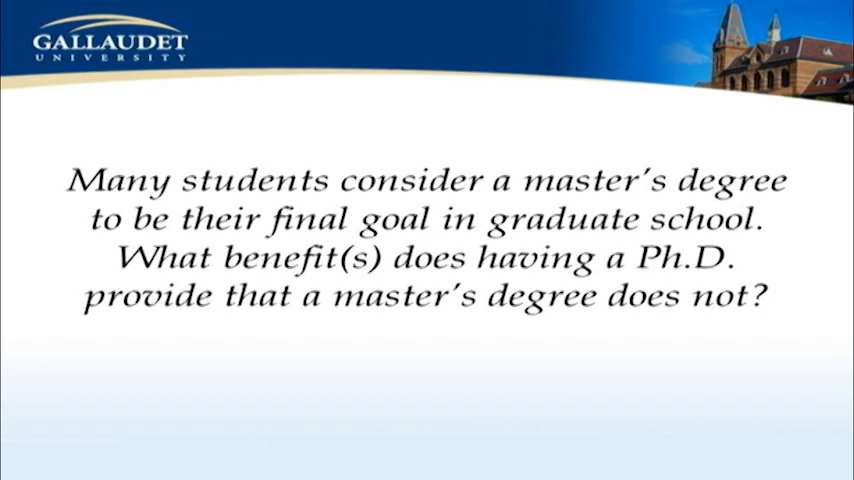 GALLAUDET
UNIVERSITY
Many students consider a master's degree
to be their final goal in graduate school.
What benefit(s) does having a Ph.D.
provide that a master's degree does not?